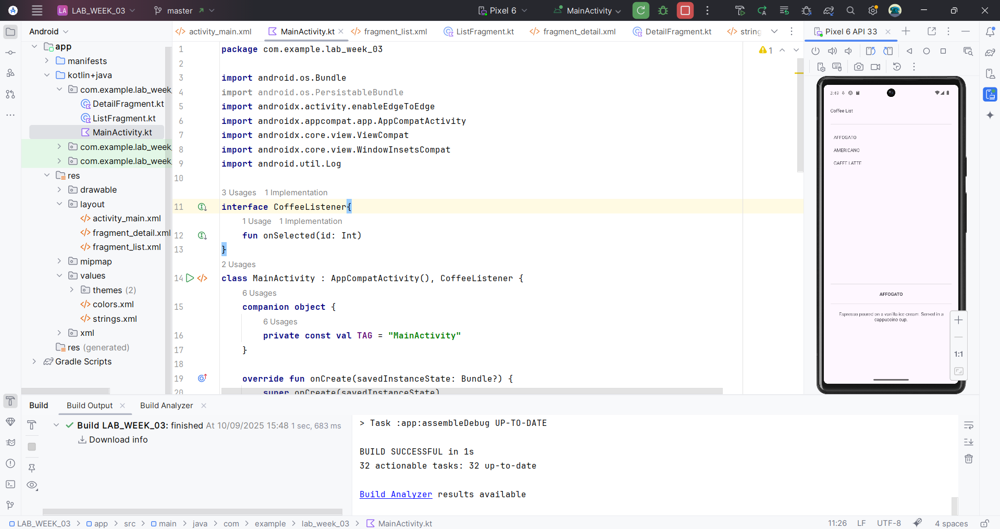 LA LAB_WEEK_03 master Pixel 6 MainActivity
Android
activity_main.xml MainActivity.kt fragment_list.xml ListFragment.kt fragment_detail.xml DetailFragment.kt string
Pixel 6 API 33
app
manifests
kotlin+java
com.example.lab_week_
DetailFragment.kt
ListFragment.kt
MainActivity.kt
com.example.lab_week_
com.example.lab_week_
res
drawable
layout
activity_main.xml
fragment_detail.xml
fragment_list.xml
mipmap
values
themes (2)
colors.xml
strings.xml
xml
res (generated)
Gradle Scripts
1 package com.example.lab_week_03
2
3 import android.os.Bundle
4 import android.os.PersistableBundle
5 import androidx.activity.enableEdgeToEdge
6 import androidx.appcompat.app.AppCompatActivity
7 import androidx.core.view.ViewCompat
8 import androidx.core.view.WindowInsetsCompat
9 import android.util.Log
10
3 Usages 1 Implementation
11 interface CoffeeListener{
1 Usage 1 Implementation
12 fun onSelected(id: Int)
13 }
2 Usages
14 class MainActivity : AppCompatActivity(), CoffeeListener {
6 Usages
15 companion object {
6 Usages
16 private const val TAG = "MainActivity"
17 }
18
19 override fun onCreate(savedInstanceState: Bundle?) {
20 super.onCreate(savedInstanceState)
1
3:49
Coffee List
AFFOGATO
AMERICANO
CAFFE LATTE
AFFOGATO
Espresso poured on a vanilla ice cream. Served in a
cappuccino cup.
1:1
Build Build Output Build Analyzer
Build LAB_WEEK_03: finished At 10/09/2025 15:48 1 sec, 683 ms
Download info
> Task :app:assembleDebug UP-TO-DATE
BUILD SUCCESSFUL in 1s
32 actionable tasks: 32 up-to-date
Build Analyzer results available
LAB_WEEK_03 > app > src > main > java > com > example > lab_week_03 > MainActivity.kt
11:26 LF UTF-8 4 spaces